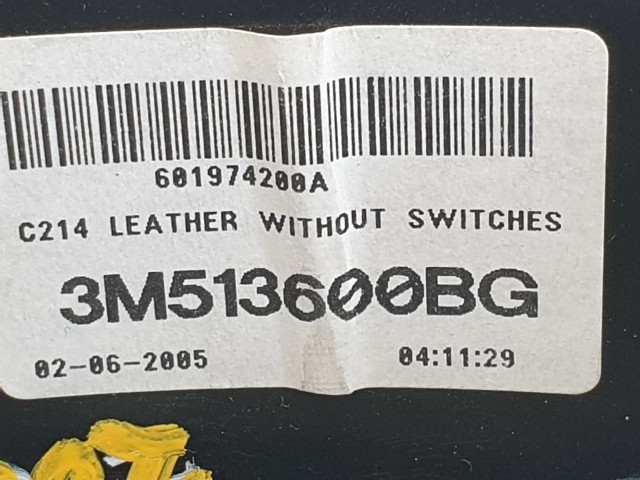 601974200A
C214 LEATHER WITHOUT SWITCHES
3M513600BG
02-06-2005 04:11:29